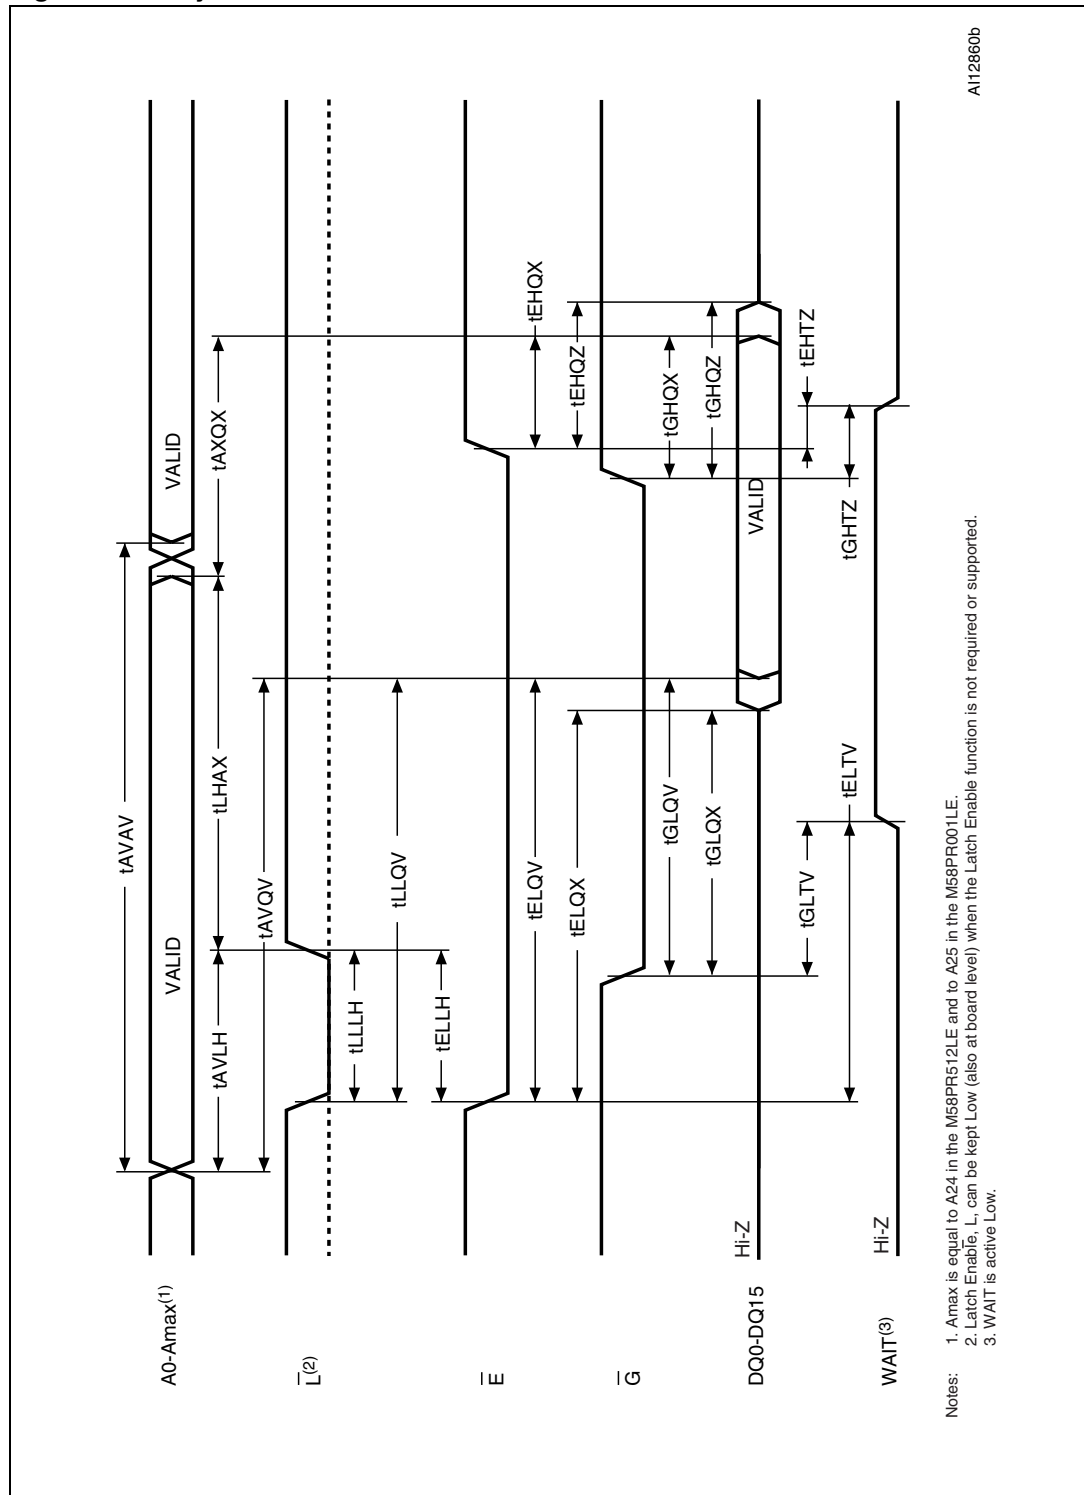 A0-Amax(1)
VALID
VALID
tAVAV
tAVLH
tLHAX
tAXQX
tAVQV
L(2)
tLLLH
tLLQV
tELLH
E
tELQV
tEHQX
tELQX
tEHQZ
G
tGLQV
tGHQX
tGLQX
tGHQZ
DQ0-DQ15
Hi-Z
VALID
tGLTV
tELTV
tEHTZ
tGHTZ
WAIT(3)
Hi-Z
Notes: 1. Amax is equal to A24 in the M58PR512LE and to A25 in the M58PR001LE.
2. Latch Enable, L, can be kept Low (also at board level) when the Latch Enable function is not required or supported.
3. WAIT is active Low.
AI12860b